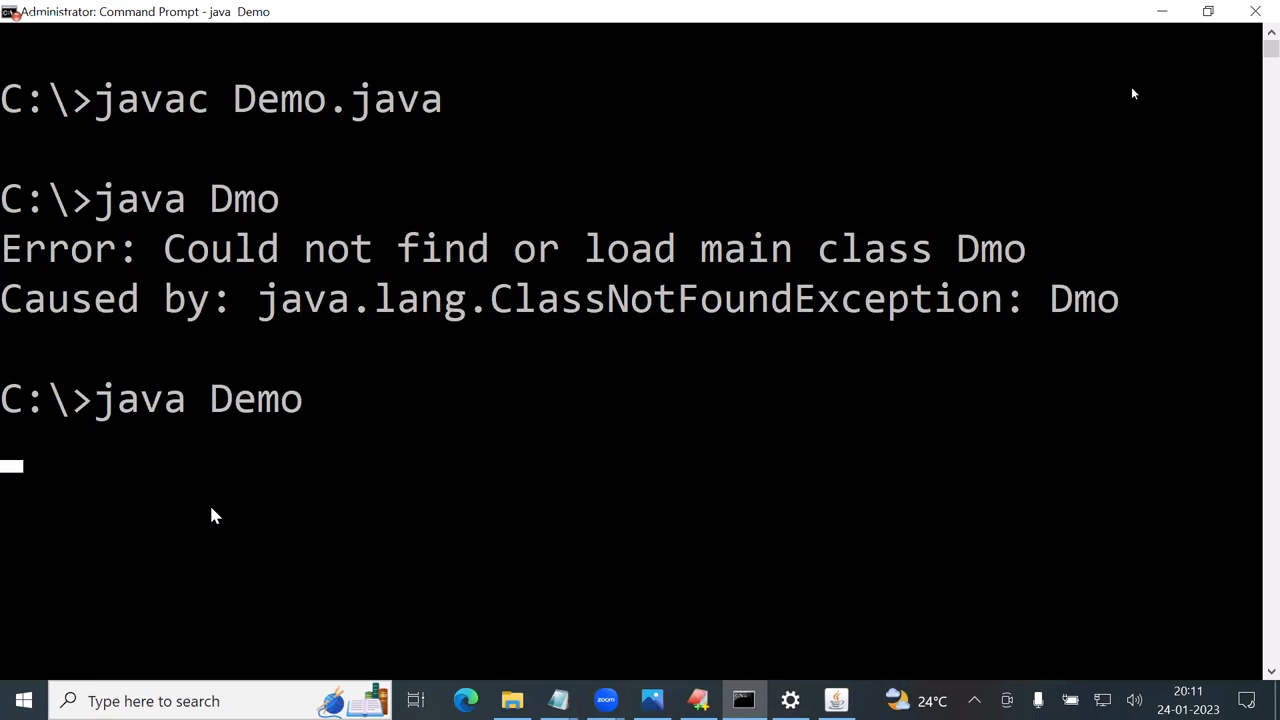 Administrator: Command Prompt - java Demo
C:\>javac Demo.java
C:\>java Dmo
Error: Could not find or load main class Dmo
Caused by: java.lang.ClassNotFoundException: Dmo
C:\>java Demo
Type here to search
zoom
24°C
20:11
24-01-2023